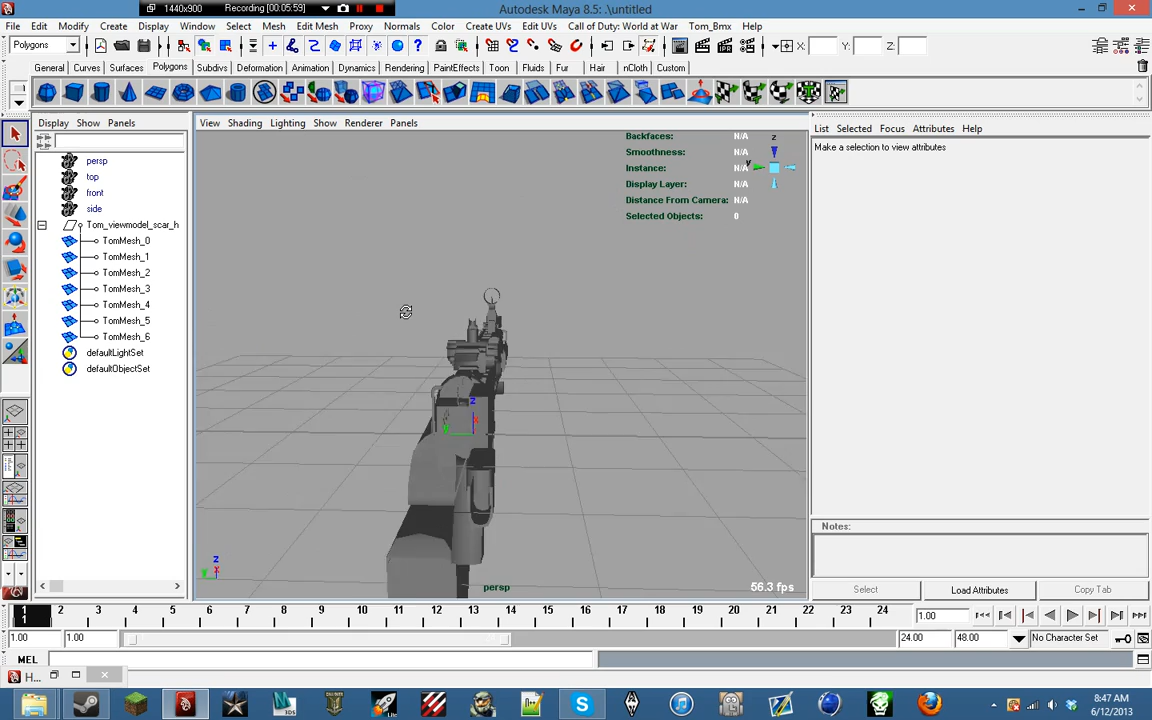 1440x900 Recording [00:05:59]
Autodesk Maya 8.5: .\untitled
File Edit Modify Create Display Window Select Mesh Edit Mesh Proxy Normals Color Create UVs Edit UVs Call of Duty: World at War Tom_Bmx Help
Polygons X: Y: Z:
General Curves Surfaces Polygons Subdivs Deformation Animation Dynamics Rendering PaintEffects Toon Fluids Fur Hair nCloth Custom
Display Show Panels
View Shading Lighting Show Renderer Panels
List Selected Focus Attributes Help
Make a selection to view attributes
Backfaces: N/A
Smoothness: N/A
Instance: N/A
Display Layer: N/A
Distance From Camera: N/A
Selected Objects: 0
z
y
persp
top
front
side
Tom_viewmodel_scar_h
TomMesh_0
TomMesh_1
TomMesh_2
TomMesh_3
TomMesh_4
TomMesh_5
TomMesh_6
defaultLightSet
defaultObjectSet
z
x
y
z
y x
persp
56.3 fps
Notes:
Select Load Attributes Copy Tab
1 2 3 4 5 6 7 8 9 10 11 12 13 14 15 16 17 18 19 20 21 22 23 24
1
1.00
1.00 1.00 24.00 48.00 No Character Set
MEL
H...
Lite
3DS
8:47 AM
6/12/2013